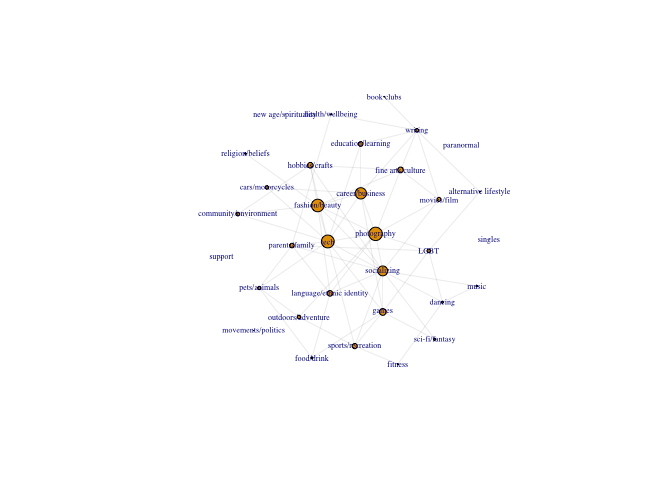 book clubs
new age/spirituality
health/wellbeing
writing
education/learning
paranormal
religion/beliefs
hobbies/crafts
fine arts/culture
cars/motorcycles
career/business
alternative lifestyle
movies/film
fashion/beauty
community/environment
photography
singles
tech
parents/family
LGBT
support
socializing
pets/animals
language/ethnic identity
music
dancing
games
outdoors/adventure
movements/politics
sci-fi/fantasy
sports/recreation
food/drink
fitness